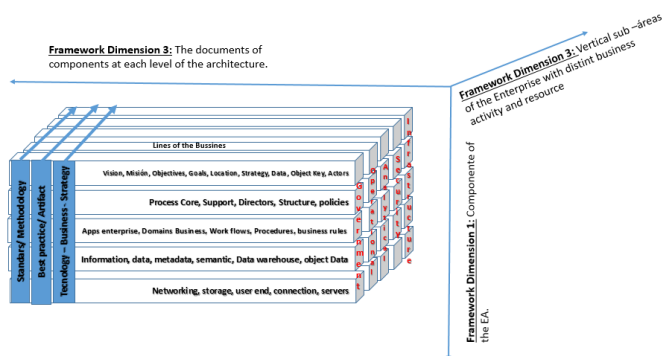 Framework Dimension 3: The documents of
components at each level of the architecture.
Framework Dimension 3: Vertical sub –áreas
of the Enterprise with distint business
activity and resource
Lines of the Bussines
Vision, Misión, Objectives, Goals, Location, Strategy, Data, Object Key, Actors
Process Core, Support, Directors, Structure, policies
Apps enterprise, Domains Business, Work flows, Procedures, business rules
Information, data, metadata, semantic, Data warehouse, object Data
Networking, storage, user end, connection, servers
Standars/ Methodology
Best practice/ Artifact
Tecnology – Business - Strategy
Infrastructure
Framework Dimension 1: Componente of
the EA.